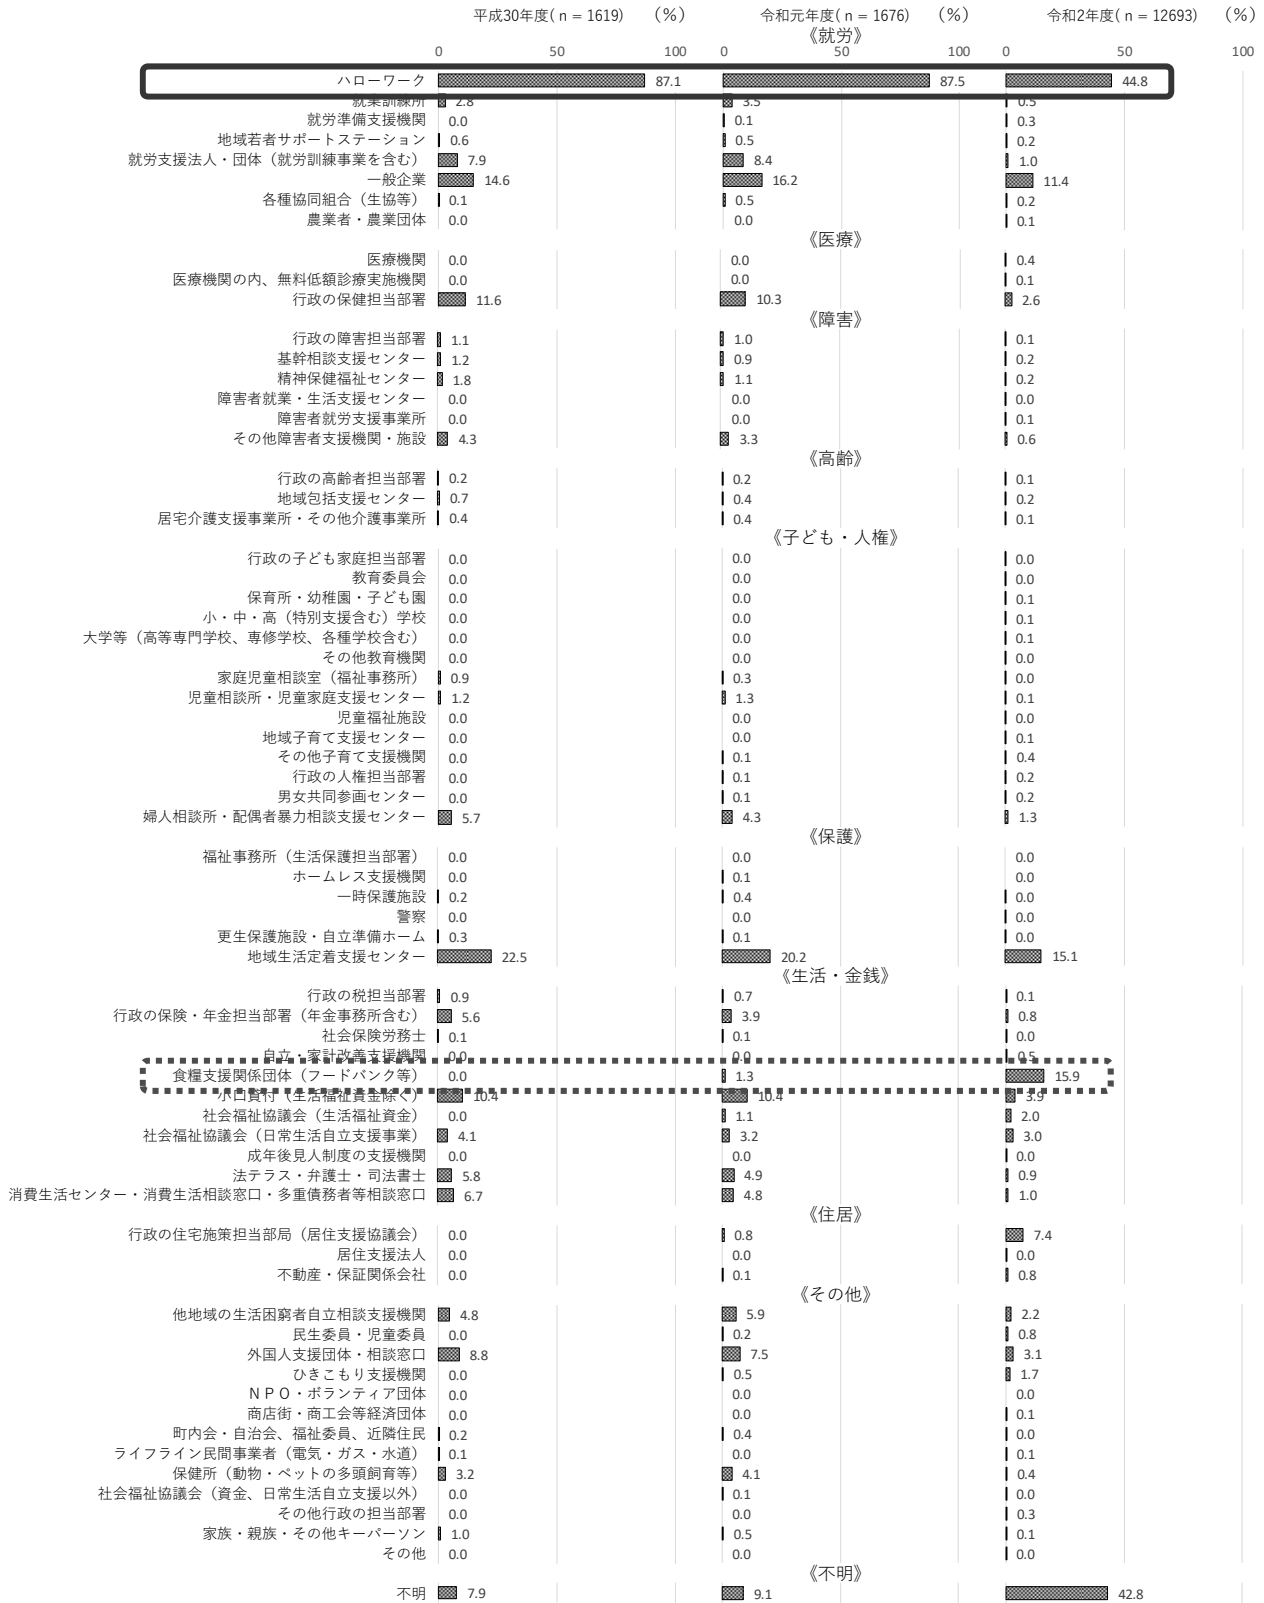 平成30年度( n = 1619) （%） 令和元年度( n = 1676) （%） 令和2年度( n = 12693) （%）
《就労》
0 50 100 0 50 100 0 50 100
ハローワーク 87.1 87.5 44.8
就業訓練所 2.8 3.5 0.5
就労準備支援機関 0.0 0.1 0.3
地域若者サポートステーション 0.6 0.5 0.2
就労支援法人・団体（就労訓練事業を含む） 7.9 8.4 1.0
一般企業 14.6 16.2 11.4
各種協同組合（生協等） 0.1 0.5 0.2
農業者・農業団体 0.0 0.0 0.1
《医療》
医療機関 0.0 0.0 0.4
医療機関の内、無料低額診療実施機関 0.0 0.0 0.1
行政の保健担当部署 11.6 10.3 2.6
《障害》
行政の障害担当部署 1.1 1.0 0.1
基幹相談支援センター 1.2 0.9 0.2
精神保健福祉センター 1.8 1.1 0.2
障害者就業・生活支援センター 0.0 0.0 0.0
障害者就労支援事業所 0.0 0.0 0.1
その他障害者支援機関・施設 4.3 3.3 0.6
《高齢》
行政の高齢者担当部署 0.2 0.2 0.1
地域包括支援センター 0.7 0.4 0.2
居宅介護支援事業所・その他介護事業所 0.4 0.4 0.1
《子ども・人権》
行政の子ども家庭担当部署 0.0 0.0 0.0
教育委員会 0.0 0.0 0.0
保育所・幼稚園・子ども園 0.0 0.0 0.1
小・中・高（特別支援含む）学校 0.0 0.0 0.1
大学等（高等専門学校、専修学校、各種学校含む） 0.0 0.0 0.1
その他教育機関 0.0 0.0 0.0
家庭児童相談室（福祉事務所） 0.9 0.3 0.0
児童相談所・児童家庭支援センター 1.2 1.3 0.1
児童福祉施設 0.0 0.0 0.0
地域子育て支援センター 0.0 0.0 0.1
その他子育て支援機関 0.0 0.1 0.4
行政の人権担当部署 0.0 0.1 0.2
男女共同参画センター 0.0 0.1 0.2
婦人相談所・配偶者暴力相談支援センター 5.7 4.3 1.3
《保護》
福祉事務所（生活保護担当部署） 0.0 0.0 0.0
ホームレス支援機関 0.0 0.1 0.0
一時保護施設 0.2 0.4 0.0
警察 0.0 0.0 0.0
更生保護施設・自立準備ホーム 0.3 0.1 0.0
地域生活定着支援センター 22.5 20.2 15.1
《生活・金銭》
行政の税担当部署 0.9 0.7 0.1
行政の保険・年金担当部署（年金事務所含む） 5.6 3.9 0.8
社会保険労務士 0.1 0.1 0.0
自立・家計改善支援機関 0.0 0.0 0.5
食糧支援関係団体（フードバンク等） 0.0 1.3 15.9
小口貸付（生活福祉資金除く） 10.4 10.4 3.9
社会福祉協議会（生活福祉資金） 0.0 1.1 2.0
社会福祉協議会（日常生活自立支援事業） 4.1 3.2 3.0
成年後見人制度の支援機関 0.0 0.0 0.0
法テラス・弁護士・司法書士 5.8 4.9 0.9
消費生活センター・消費生活相談窓口・多重債務者等相談窓口 6.7 4.8 1.0
《住居》
行政の住宅施策担当部局（居住支援協議会） 0.0 0.8 7.4
居住支援法人 0.0 0.0 0.0
不動産・保証関係会社 0.0 0.1 0.8
《その他》
他地域の生活困窮者自立相談支援機関 4.8 5.9 2.2
民生委員・児童委員 0.0 0.2 0.8
外国人支援団体・相談窓口 8.8 7.5 3.1
ひきこもり支援機関 0.0 0.5 1.7
ＮＰＯ・ボランティア団体 0.0 0.0 0.0
商店街・商工会等経済団体 0.0 0.0 0.1
町内会・自治会、福祉委員、近隣住民 0.2 0.4 0.0
ライフライン民間事業者（電気・ガス・水道） 0.1 0.0 0.1
保健所（動物・ペットの多頭飼育等） 3.2 4.1 0.4
社会福祉協議会（資金、日常生活自立支援以外） 0.0 0.1 0.0
その他行政の担当部署 0.0 0.0 0.3
家族・親族・その他キーパーソン 1.0 0.5 0.1
その他 0.0 0.0 0.0
《不明》
不明 7.9 9.1 42.8